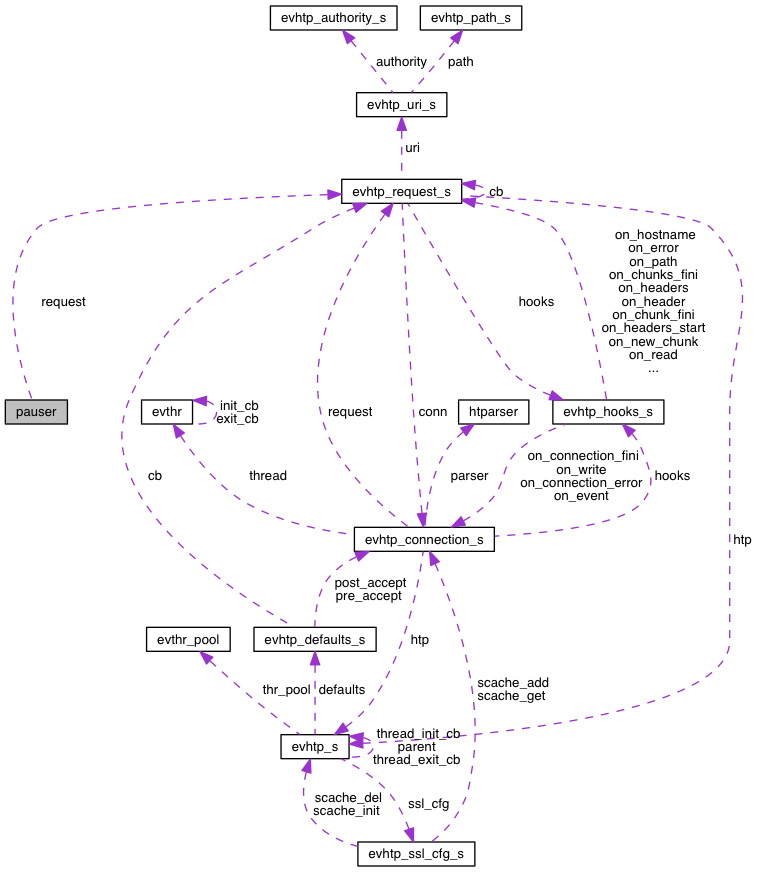 evhtp_authority_s
evhtp_path_s
authority
path
evhtp_uri_s
uri
evhtp_request_s
cb
on_hostname
on_error
on_path
on_chunks_fini
on_headers
on_header
on_chunk_fini
on_headers_start
on_new_chunk
on_read
...
request
hooks
pauser
evthr
init_cb
exit_cb
request
conn
htparser
evhtp_hooks_s
cb
thread
parser
on_connection_fini
on_write
on_connection_error
on_event
hooks
evhtp_connection_s
htp
post_accept
pre_accept
evthr_pool
evhtp_defaults_s
htp
thr_pool
defaults
scache_add
scache_get
evhtp_s
thread_init_cb
parent
thread_exit_cb
scache_del
scache_init
ssl_cfg
evhtp_ssl_cfg_s